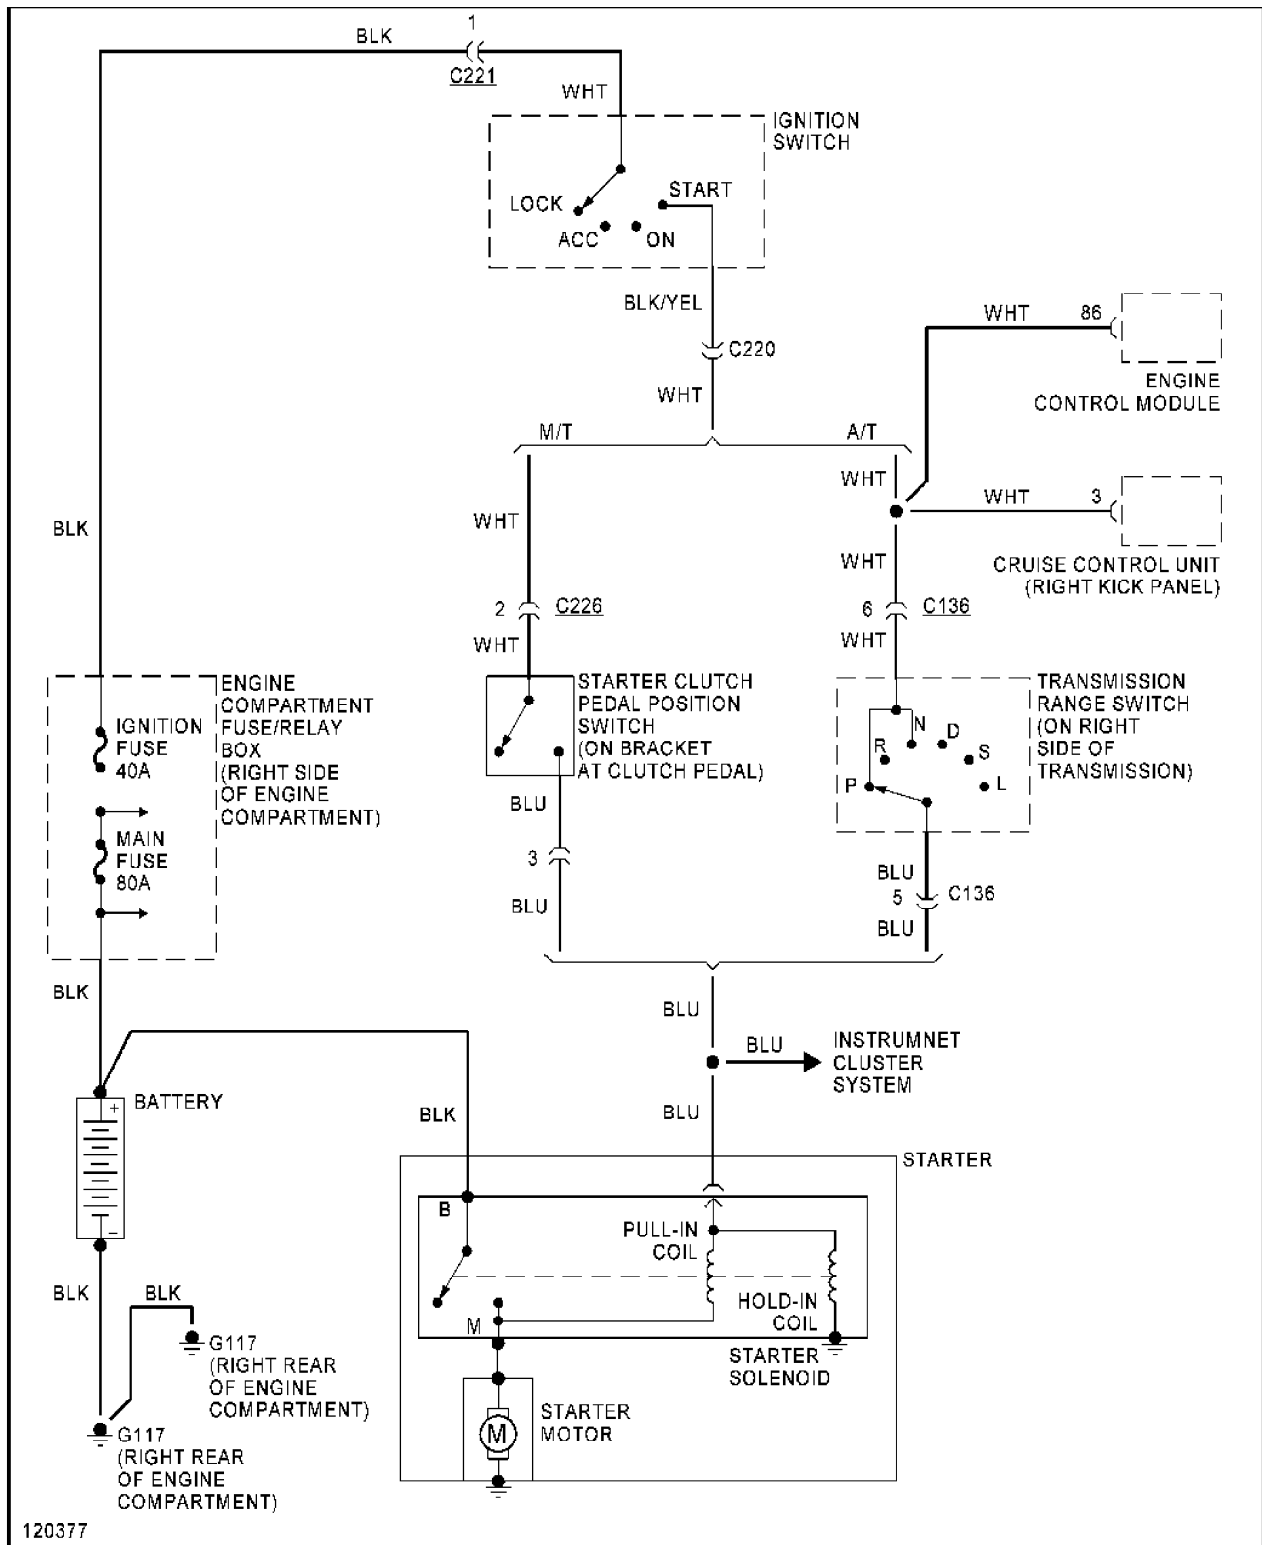 1
BLK
C221
WHT
IGNITION
SWITCH
START
LOCK
ACC
ON
BLK/YEL
C220
WHT
WHT
86
ENGINE
CONTROL MODULE
M/T
A/T
WHT
WHT
3
CRUISE CONTROL UNIT
(RIGHT KICK PANEL)
BLK
WHT
WHT
2
C226
6
C136
WHT
WHT
ENGINE
COMPARTMENT
FUSE/RELAY
BOX
(RIGHT SIDE
OF ENGINE
COMPARTMENT)
IGNITION
FUSE
40A
MAIN
FUSE
80A
STARTER CLUTCH
PEDAL POSITION
SWITCH
(ON BRACKET
AT CLUTCH PEDAL)
TRANSMISSION
RANGE SWITCH
(ON RIGHT
SIDE OF
TRANSMISSION)
N
D
R
S
P
L
BLU
3
BLU
BLU
5
C136
BLU
BLK
BLU
BLU
INSTRUMNET
CLUSTER
SYSTEM
BLU
BATTERY
+
−
BLK
STARTER
B
PULL-IN
COIL
HOLD-IN
COIL
M
STARTER
SOLENOID
BLK
BLK
G117
(RIGHT REAR
OF ENGINE
COMPARTMENT)
G117
(RIGHT REAR
OF ENGINE
COMPARTMENT)
M
STARTER
MOTOR
120377